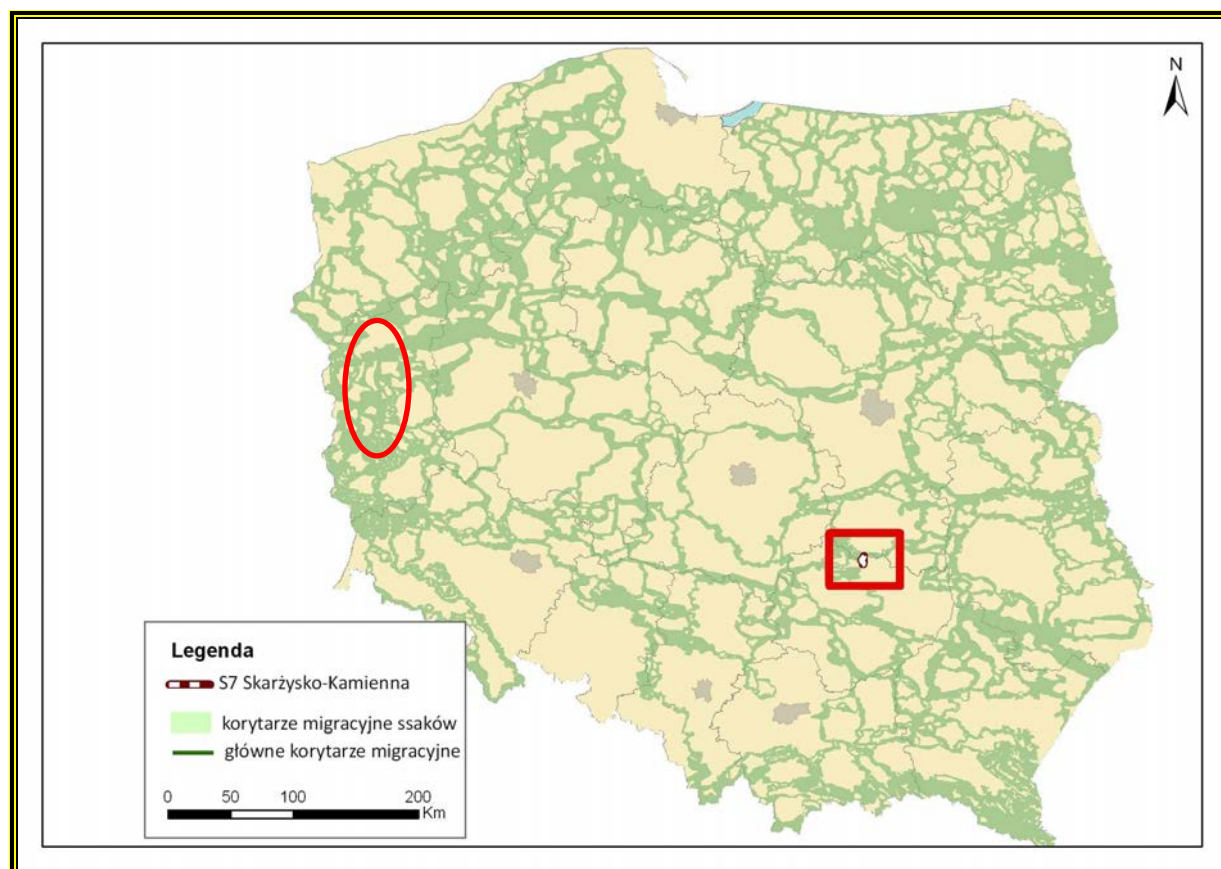 N
Legenda
S7 Skarżysko-Kamienna
korytarze migracyjne ssaków
główne korytarze migracyjne
0 50 100 200
Km